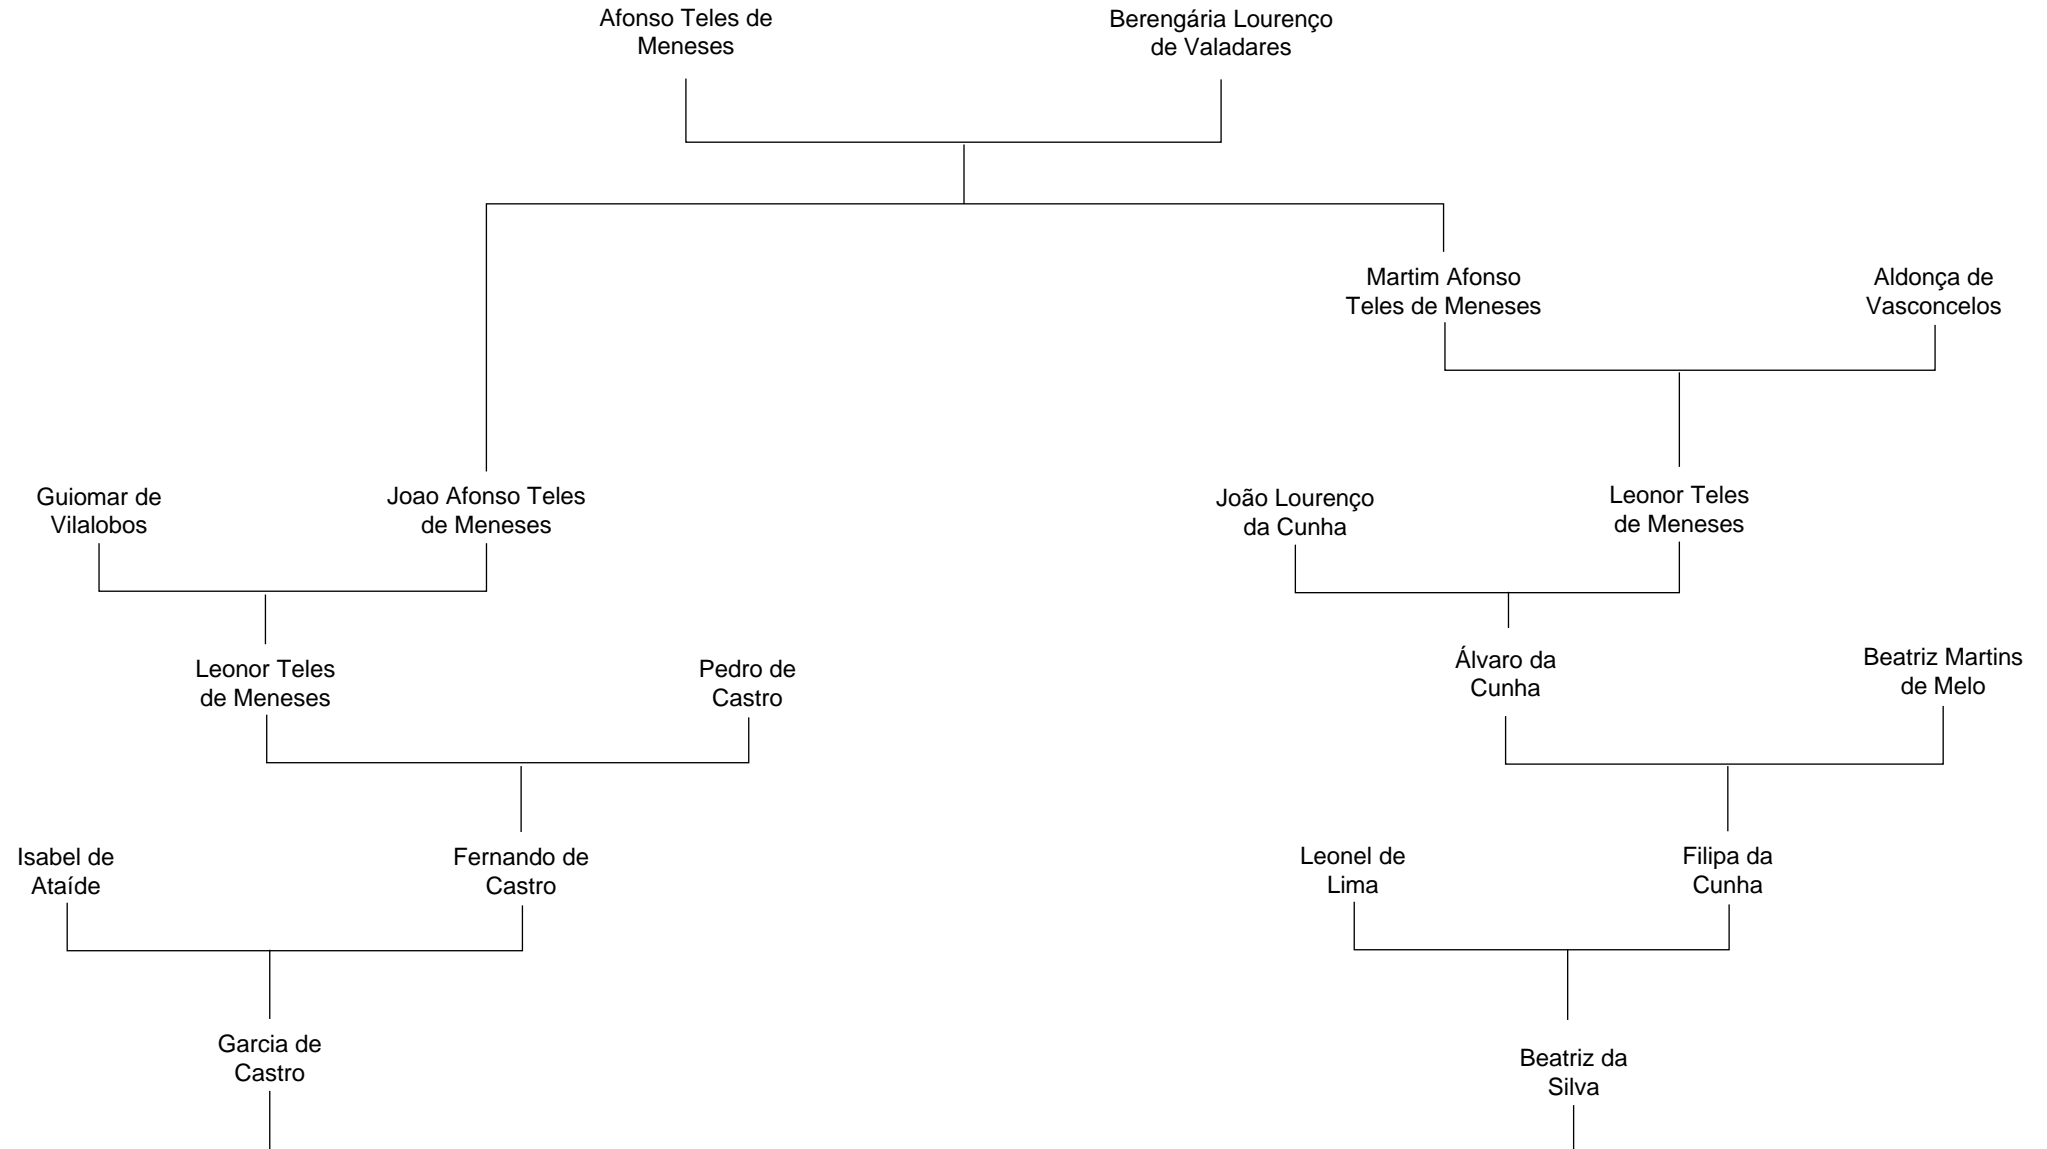 Afonso Teles de
Meneses
Berengária Lourenço
de Valadares
Martim Afonso
Teles de Meneses
Aldonça de
Vasconcelos
Guiomar de
Vilalobos
Joao Afonso Teles
de Meneses
João Lourenço
da Cunha
Leonor Teles
de Meneses
Leonor Teles
de Meneses
Pedro de
Castro
Álvaro da
Cunha
Beatriz Martins
de Melo
Isabel de
Ataíde
Fernando de
Castro
Leonel de
Lima
Filipa da
Cunha
Garcia de
Castro
Beatriz da
Silva